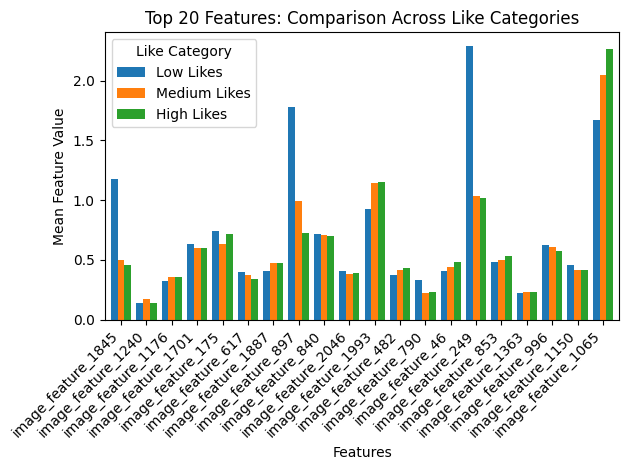 Top 20 Features: Comparison Across Like Categories
Like Category
Low Likes
Medium Likes
High Likes
Mean Feature Value
2.0
1.5
1.0
0.5
0.0
image_feature_1845
image_feature_1240
image_feature_1176
image_feature_1701
image_feature_175
image_feature_617
image_feature_1887
image_feature_897
image_feature_840
image_feature_2046
image_feature_1993
image_feature_482
image_feature_790
image_feature_46
image_feature_249
image_feature_853
image_feature_1363
image_feature_996
image_feature_1150
image_feature_1065
Features